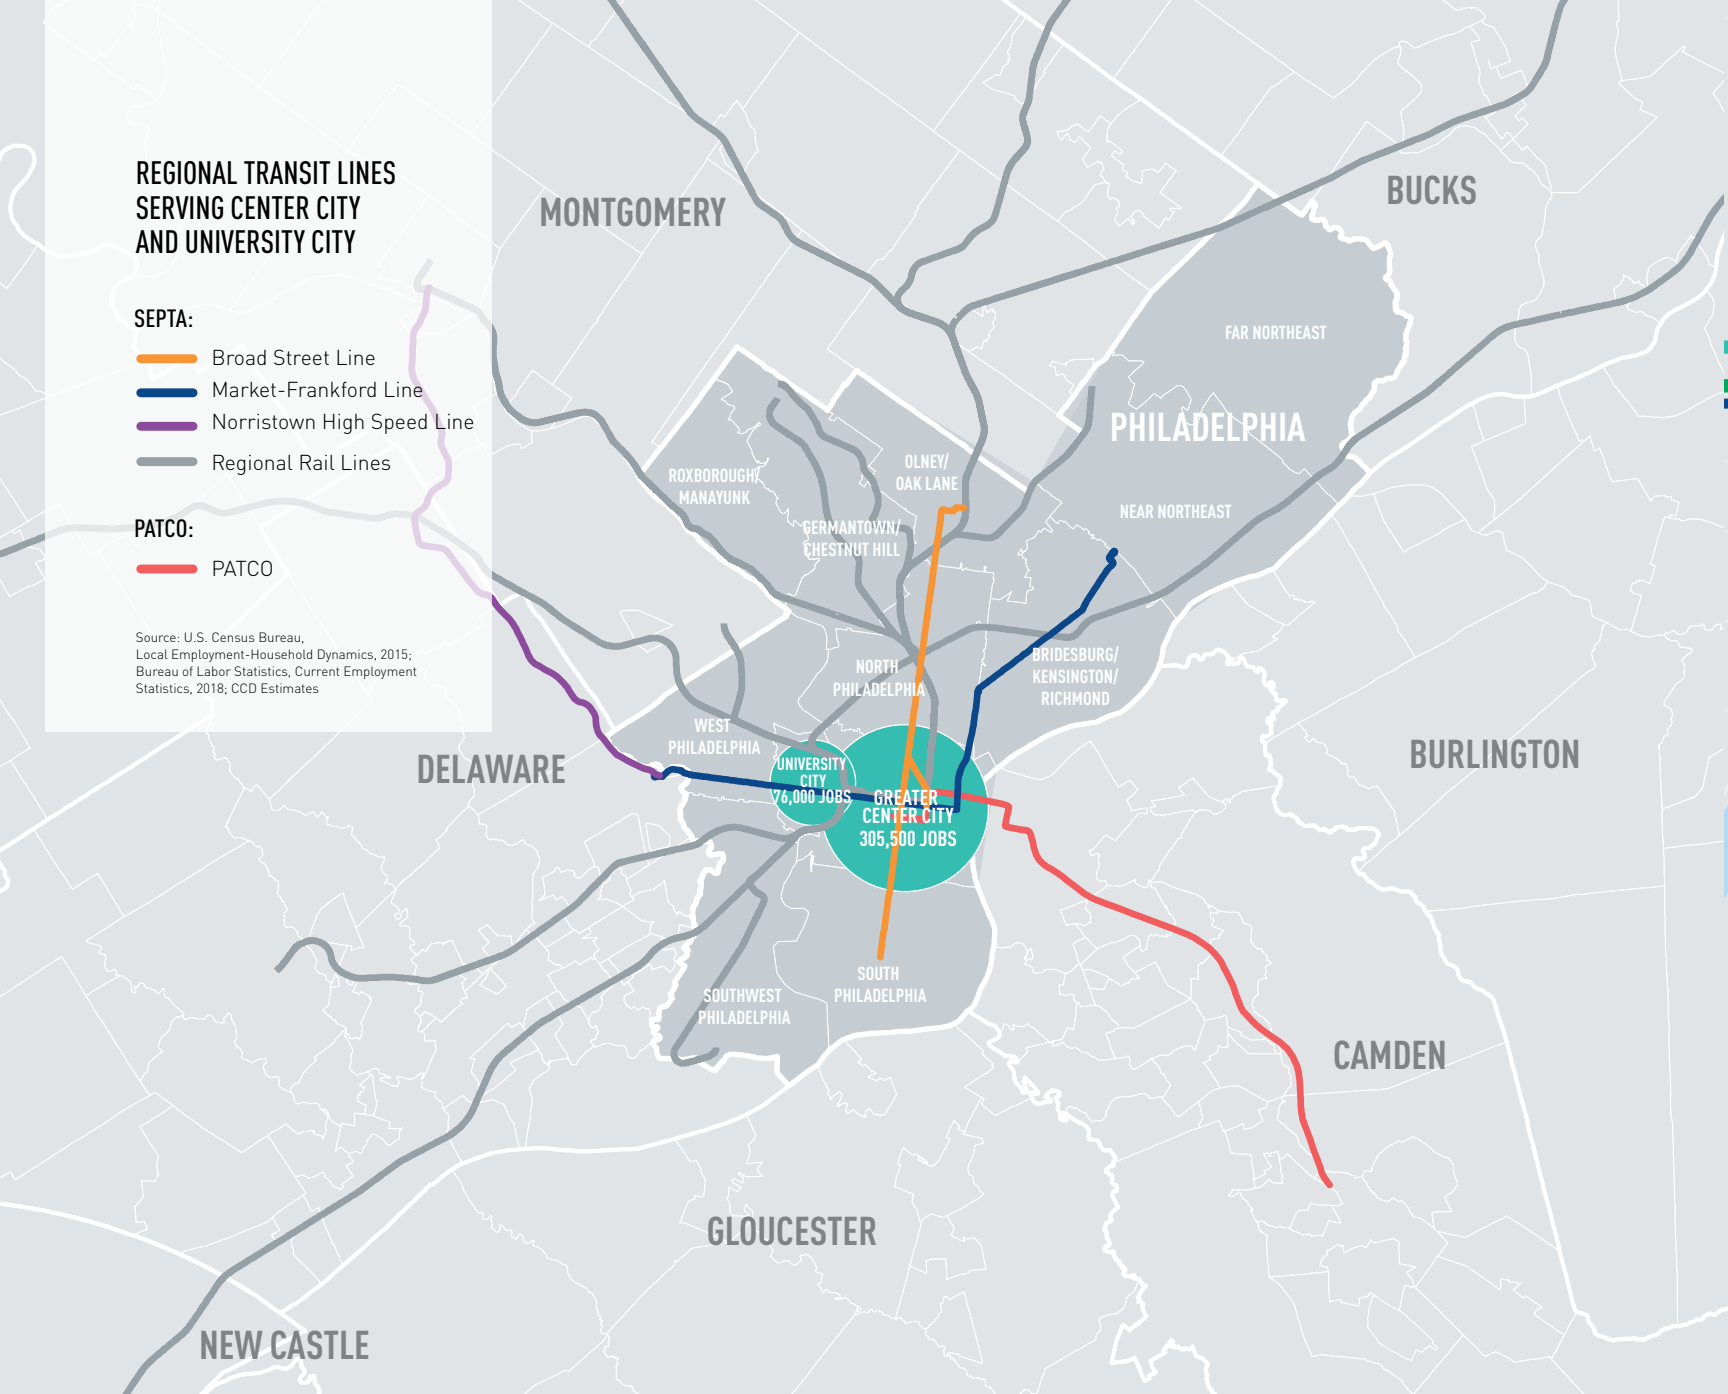 REGIONAL TRANSIT LINES
SERVING CENTER CITY
AND UNIVERSITY CITY
SEPTA:
Broad Street Line
Market-Frankford Line
Norristown High Speed Line
Regional Rail Lines
PATCO:
PATCO
Source: U.S. Census Bureau,
Local Employment-Household Dynamics, 2015;
Bureau of Labor Statistics, Current Employment
Statistics, 2018; CCD Estimates
MONTGOMERY
BUCKS
FAR NORTHEAST
PHILADELPHIA
ROXBOROUGH/
MANAYUNK
OLNEY/
OAK LANE
NEAR NORTHEAST
GERMANTOWN/
CHESTNUT HILL
NORTH
PHILADELPHIA
BRIDESBURG/
KENSINGTON/
RICHMOND
WEST
PHILADELPHIA
DELAWARE
UNIVERSITY
CITY
76,000 JOBS
GREATER
CENTER CITY
305,500 JOBS
BURLINGTON
SOUTH
PHILADELPHIA
SOUTHWEST
PHILADELPHIA
CAMDEN
GLOUCESTER
NEW CASTLE